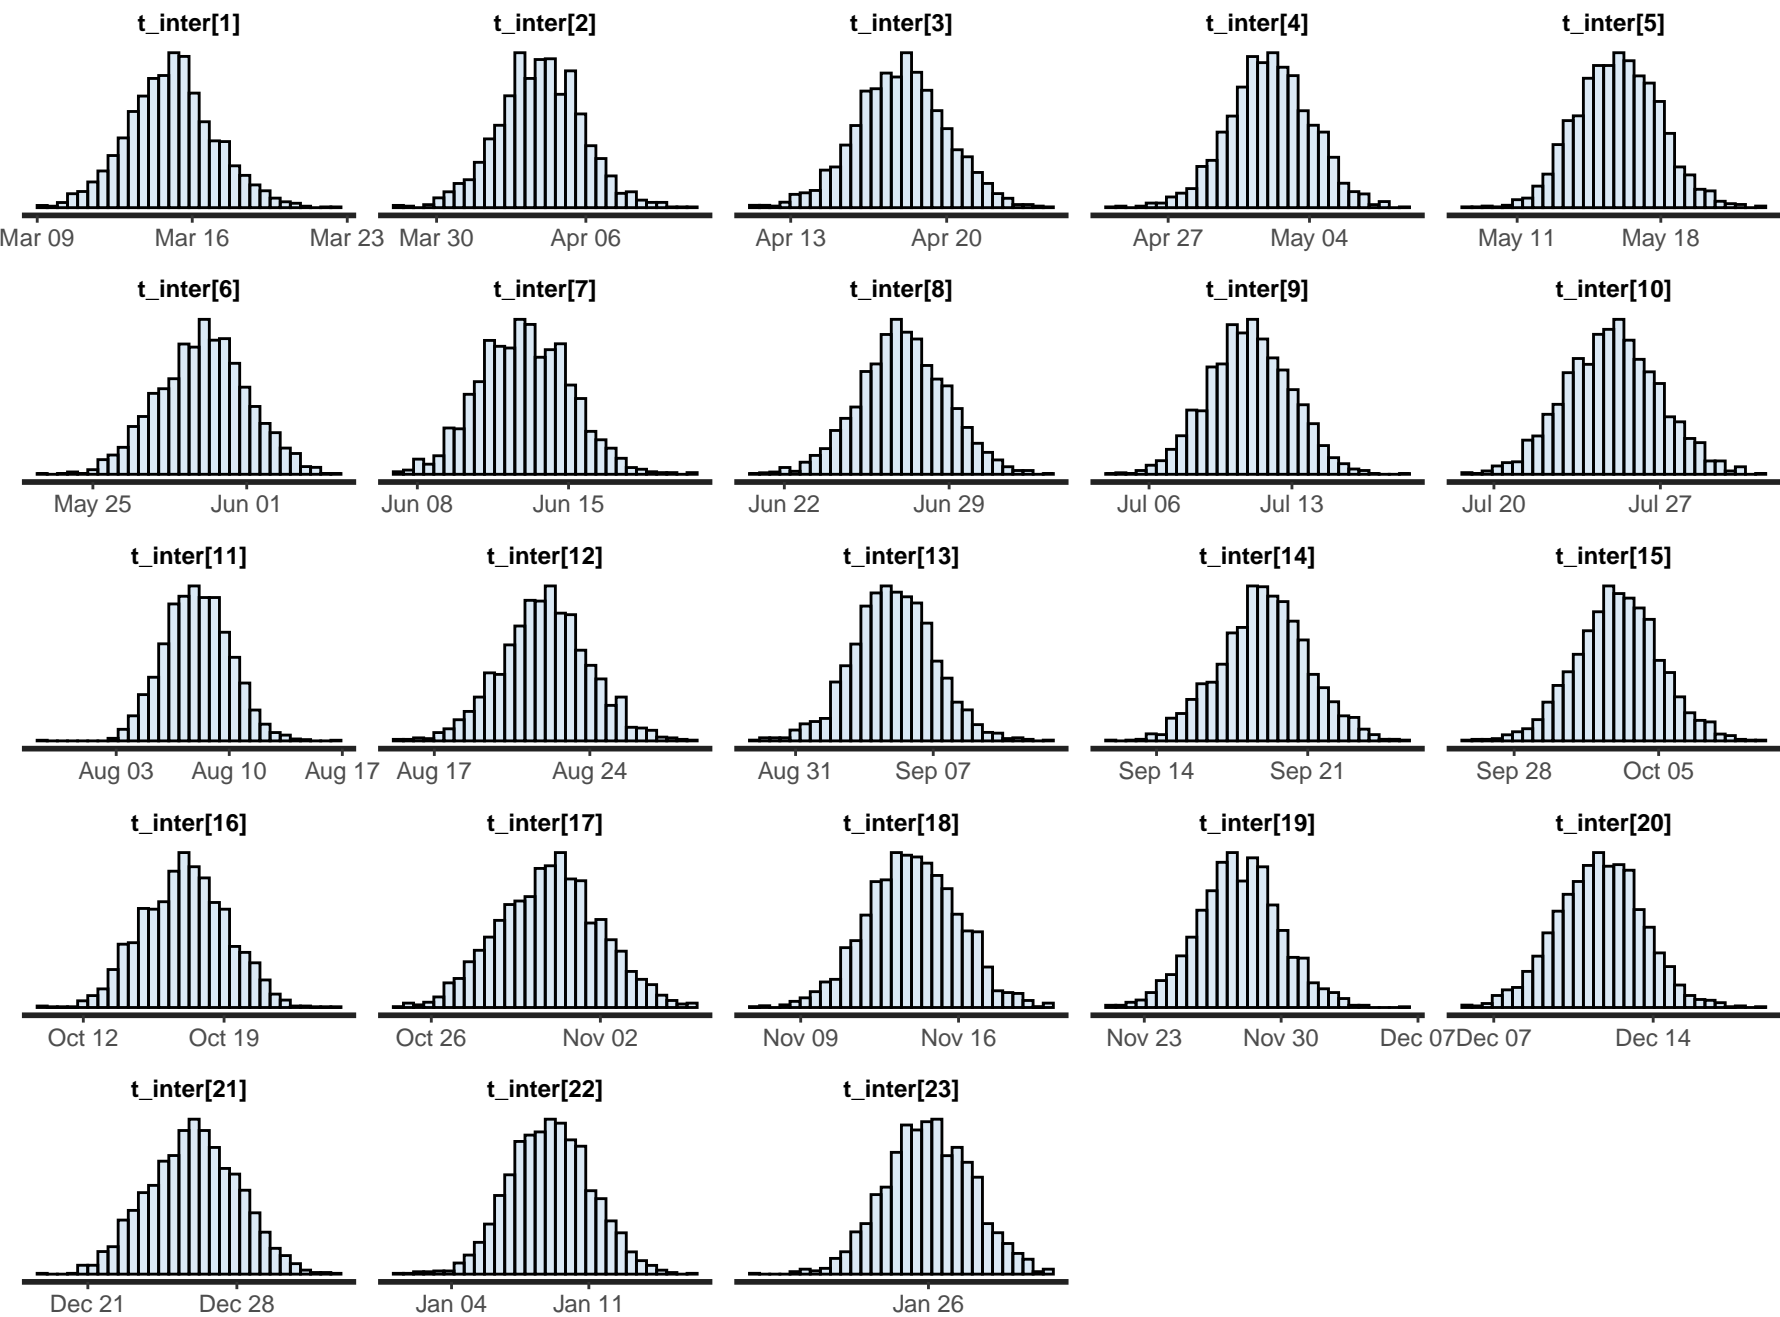 t_inter[1] t_inter[2] t_inter[3] t_inter[4] t_inter[5]
Mar 09 Mar 16 Mar 23 Mar 30 Apr 06 Apr 13 Apr 20 Apr 27 May 04 May 11 May 18
t_inter[6] t_inter[7] t_inter[8] t_inter[9] t_inter[10]
May 25 Jun 01 Jun 08 Jun 15 Jun 22 Jun 29 Jul 06 Jul 13 Jul 20 Jul 27
t_inter[11] t_inter[12] t_inter[13] t_inter[14] t_inter[15]
Aug 03 Aug 10 Aug 17 Aug 17 Aug 24 Aug 31 Sep 07 Sep 14 Sep 21 Sep 28 Oct 05
t_inter[16] t_inter[17] t_inter[18] t_inter[19] t_inter[20]
Oct 12 Oct 19 Oct 26 Nov 02 Nov 09 Nov 16 Nov 23 Nov 30 Dec 07 Dec 07 Dec 14
t_inter[21] t_inter[22] t_inter[23]
Dec 21 Dec 28 Jan 04 Jan 11 Jan 26